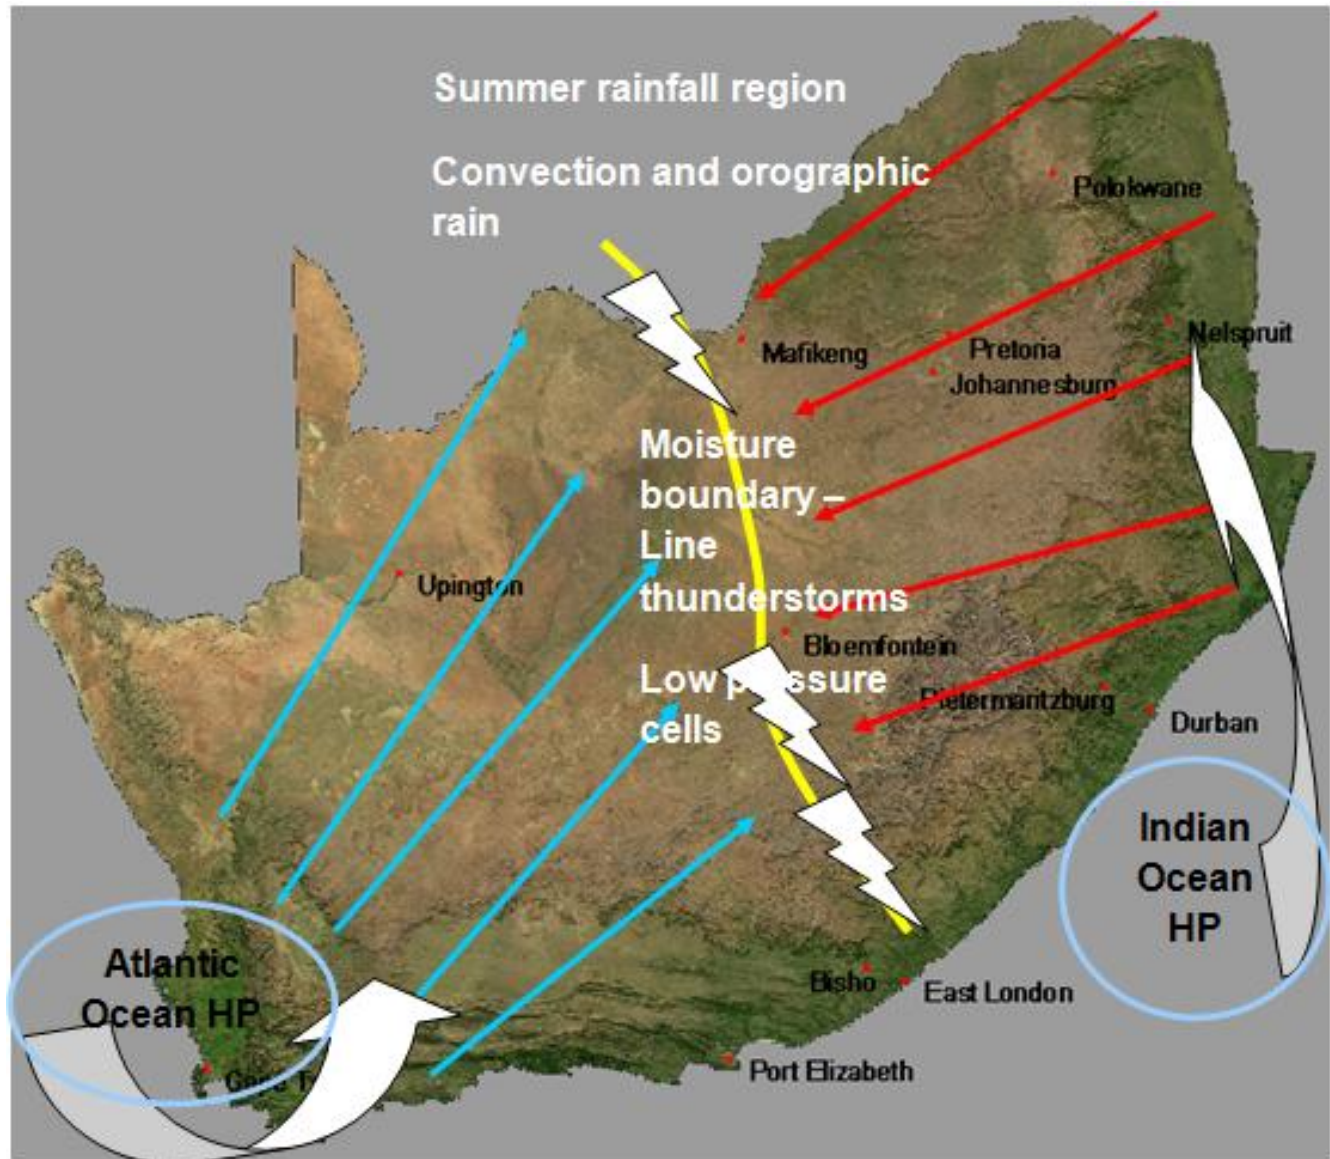 Summer rainfall region
Convection and orographic
rain
Polokwane
Nelspruit
Mafikeng
Pretoria
Johannesburg
Moisture
boundary –
Line
thunderstorms
Upington
Bloemfontein
Low pressure
cells
Pietermaritzburg
Durban
Indian
Ocean
HP
Atlantic
Ocean HP
Bisho
East London
Port Elizabeth